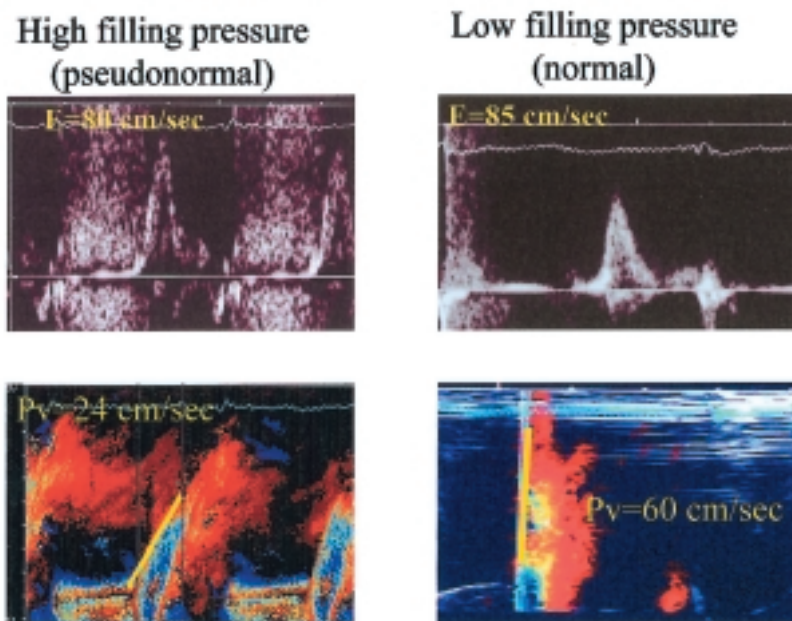 High filling pressure
(pseudonormal)
Low filling pressure
(normal)
E=80 cm/sec
E=85 cm/sec
Pv=24 cm/sec
Pv=60 cm/sec